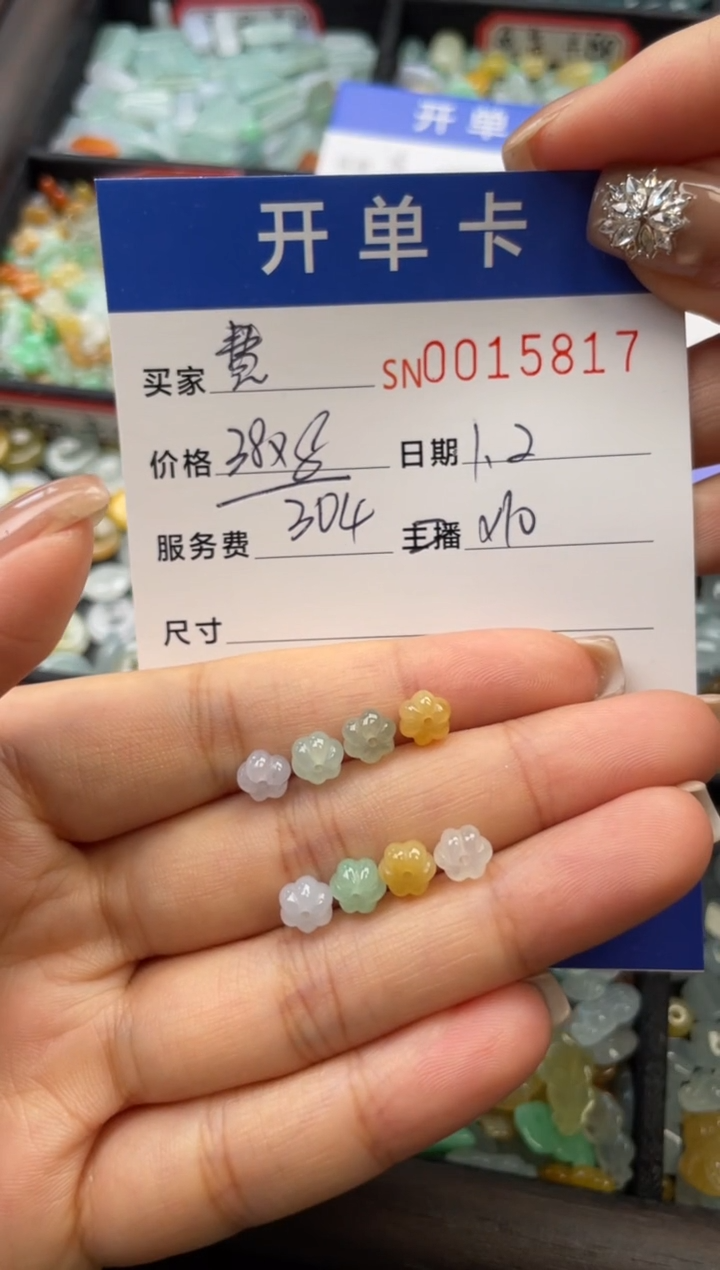 开单
开单卡
买家 费 SN0015817
价格 38x8 日期 1.2
304
服务费 主播
尺寸